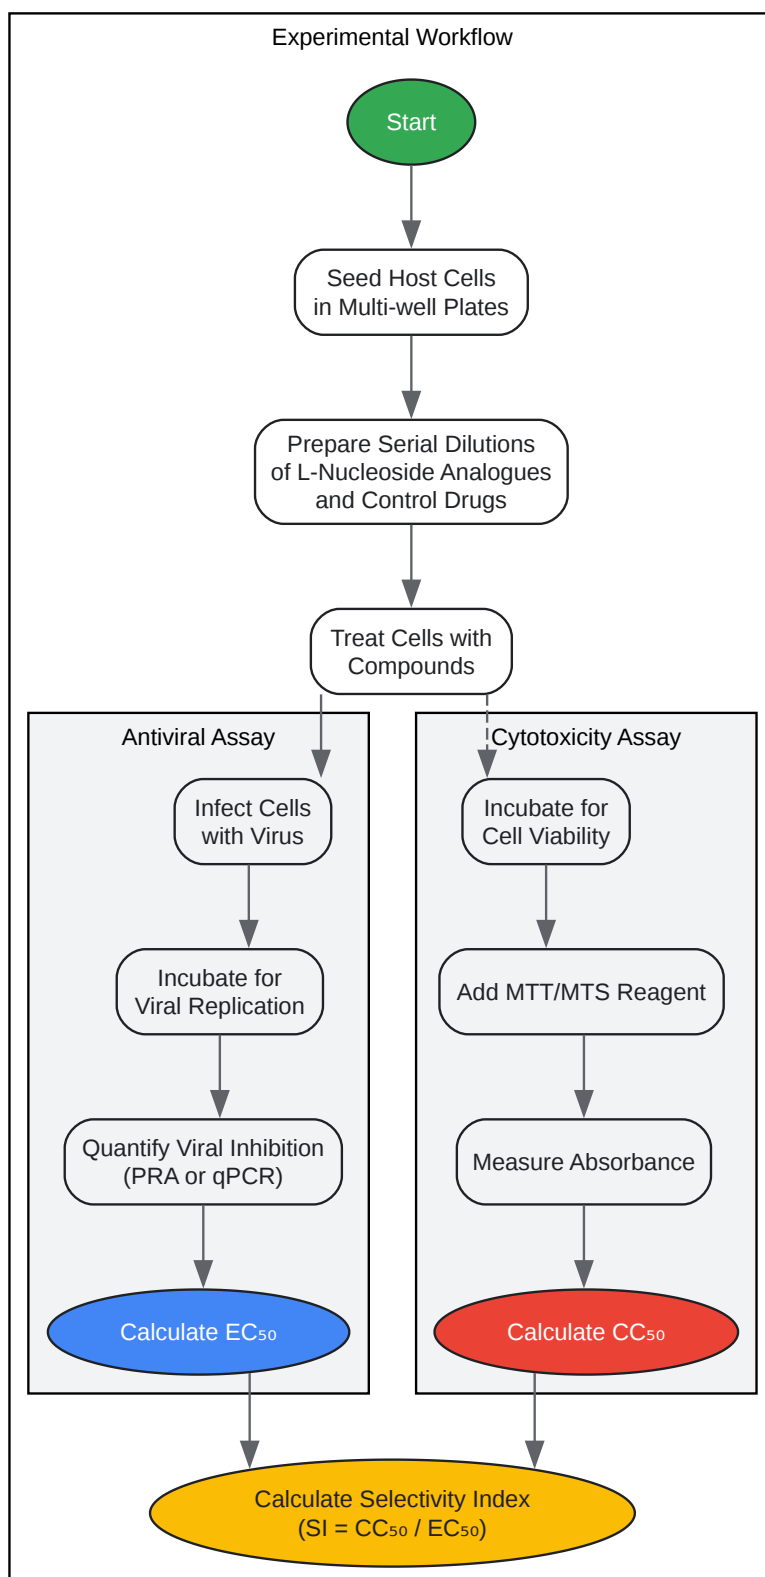 Experimental Workflow
Start
Seed Host Cells
in Multi-well Plates
Prepare Serial Dilutions
of L-Nucleoside Analogues
and Control Drugs
Treat Cells with
Compounds
Antiviral Assay
Infect Cells
with Virus
Incubate for
Viral Replication
Quantify Viral Inhibition
(PRA or qPCR)
Calculate EC₅₀
Cytotoxicity Assay
Incubate for
Cell Viability
Add MTT/MTS Reagent
Measure Absorbance
Calculate CC₅₀
Calculate Selectivity Index
(SI = CC₅₀ / EC₅₀)